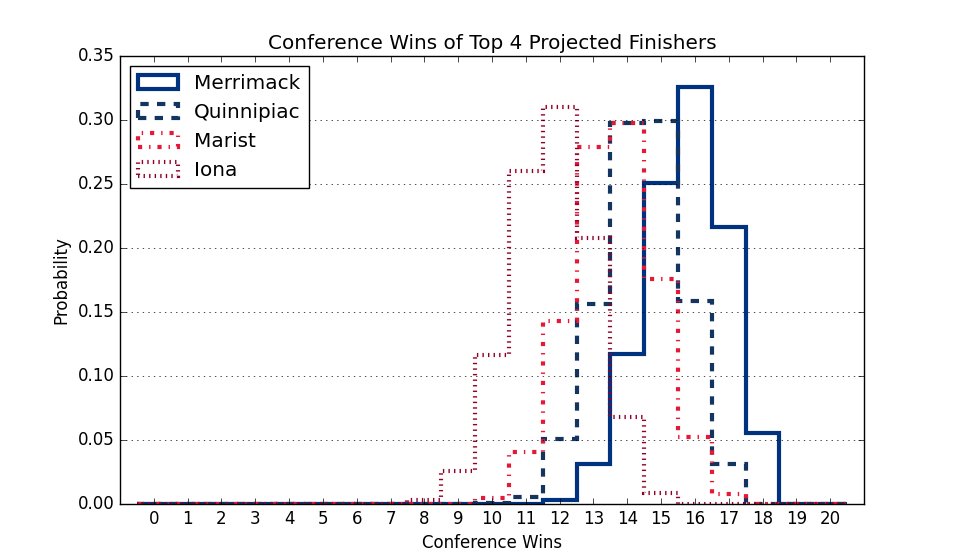 Conference Wins of Top 4 Projected Finishers
Merrimack
Quinnipiac
Marist
Iona
Probability
0.35
0.30
0.25
0.20
0.15
0.10
0.05
0.00
0 1 2 3 4 5 6 7 8 9 10 11 12 13 14 15 16 17 18 19 20
Conference Wins